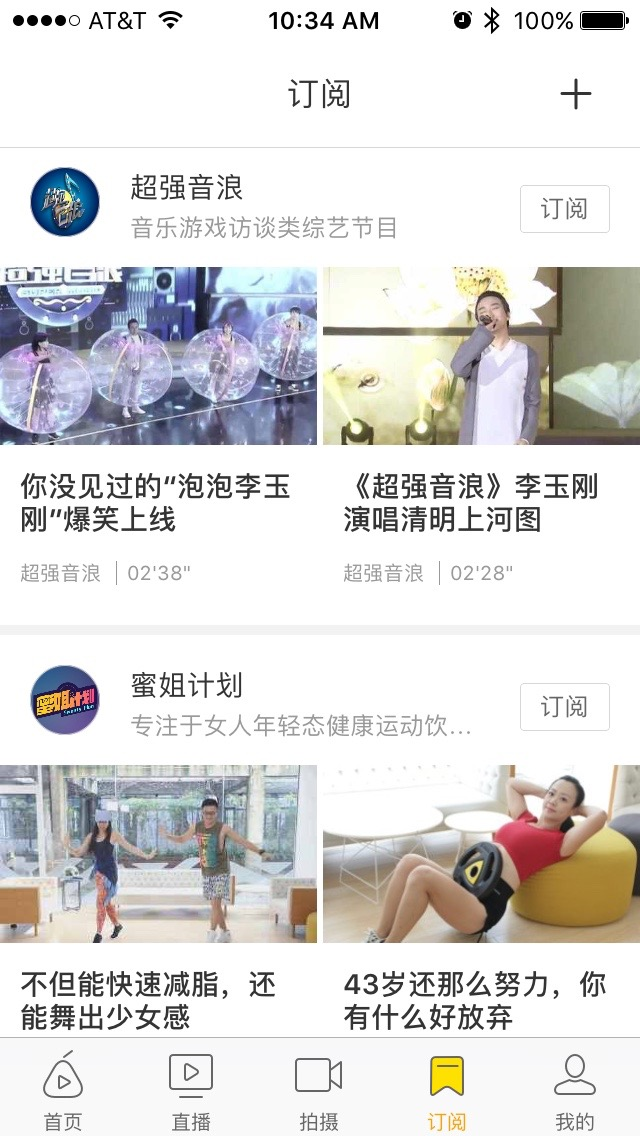 AT&T 10:34 AM 100%
订阅
超强音浪
音乐游戏访谈类综艺节目
订阅
你没见过的“泡泡李玉
刚”爆笑上线
超强音浪 | 02'38"
《超强音浪》李玉刚
演唱清明上河图
超强音浪 | 02'28"
蜜姐计划
专注于女人年轻态健康运动饮...
订阅
不但能快速减脂，还
能舞出少女感
43岁还那么努力，你
有什么好放弃
首页
直播
拍摄
订阅
我的